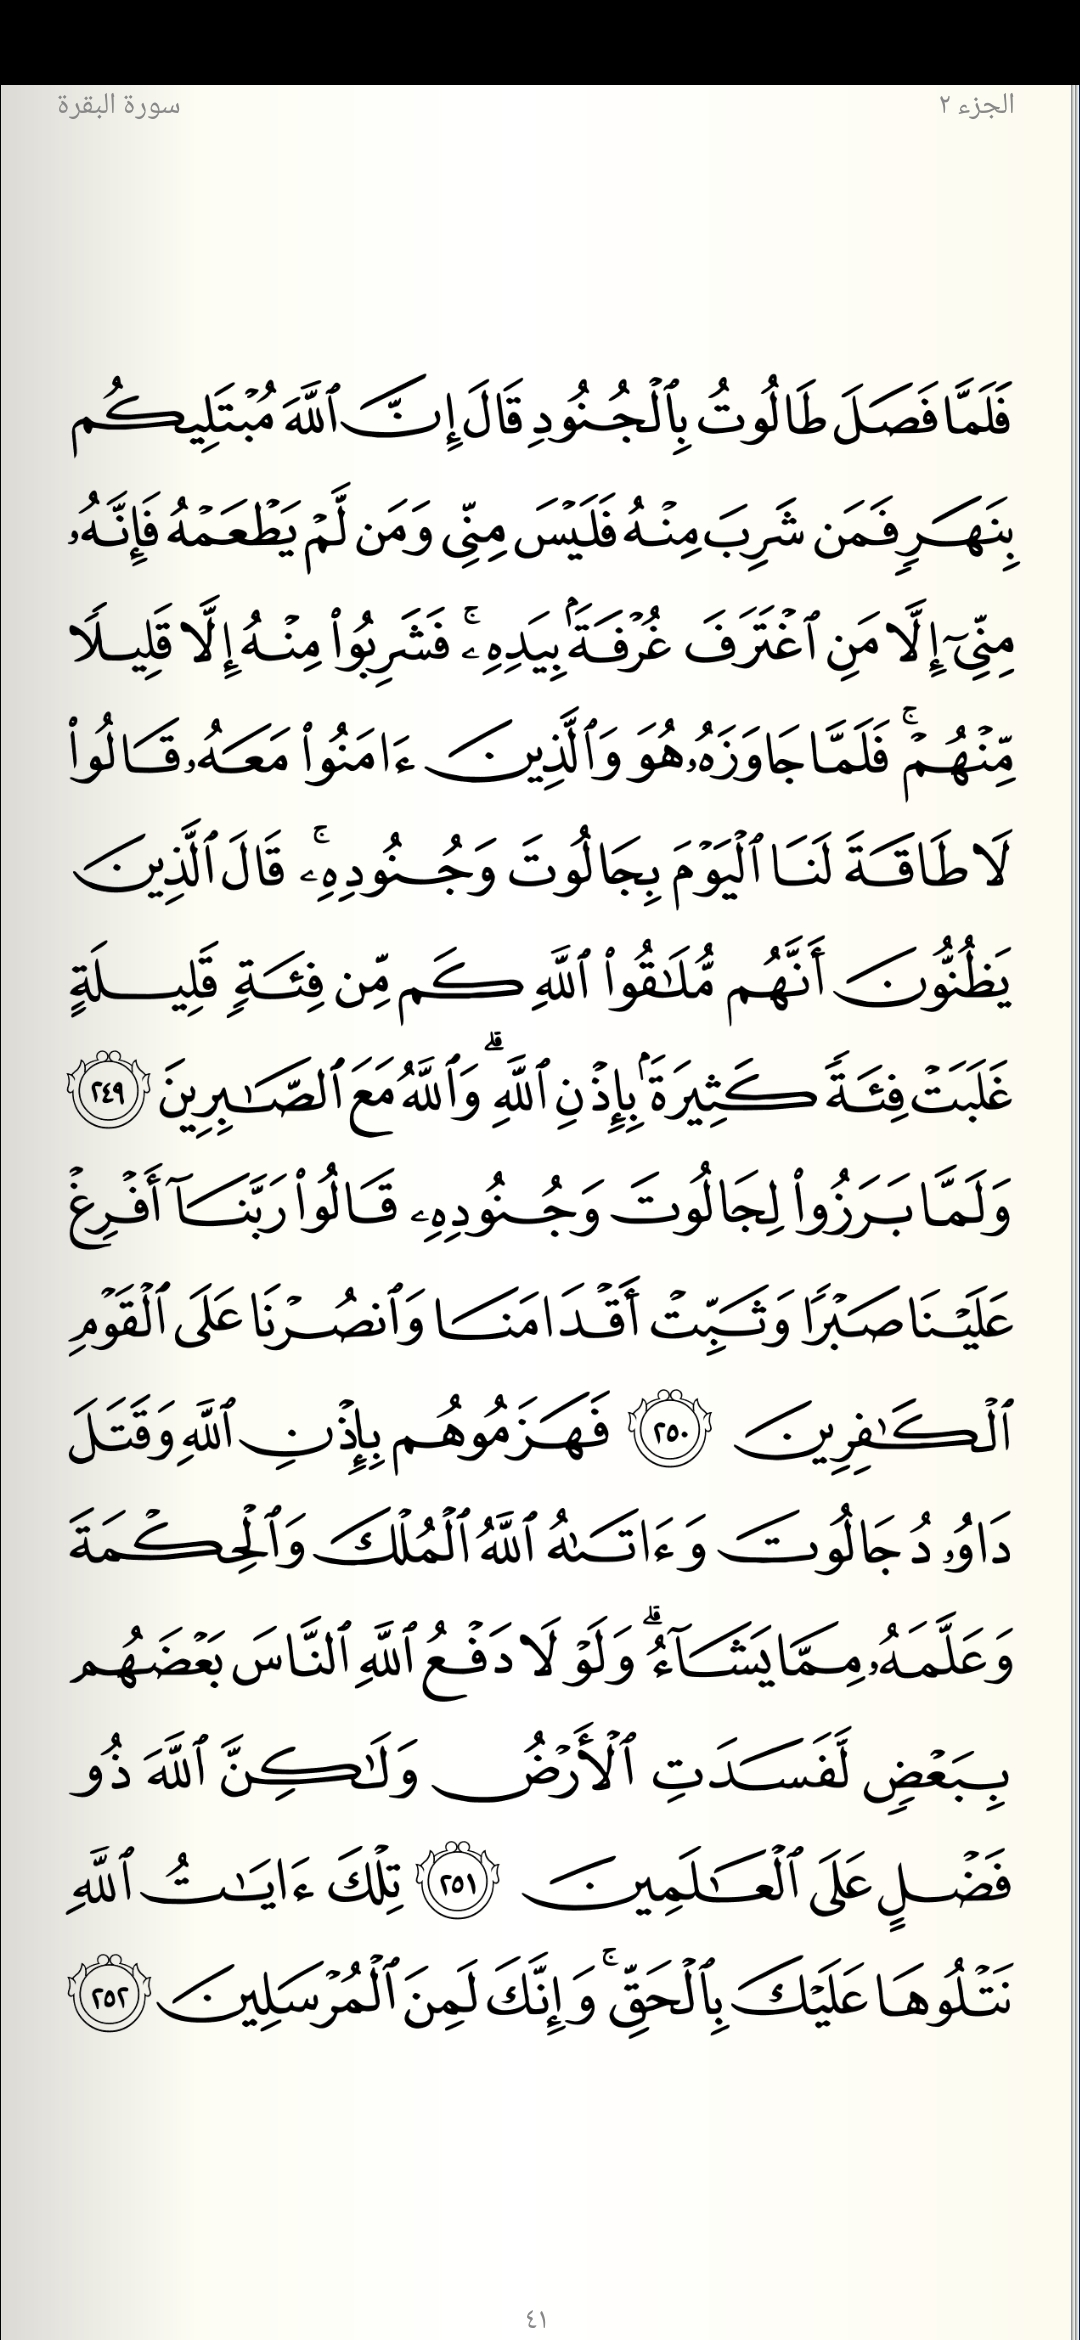 الجزء ٢
سورة البقرة
فَلَمَّا فَصَلَ طَالُوتُ بِٱلۡجُنُودِ قَالَ إِنَّ ٱللَّهَ مُبۡتَلِيكُم
بِنَهَرٖ فَمَن شَرِبَ مِنۡهُ فَلَيۡسَ مِنِّي وَمَن لَّمۡ يَطۡعَمۡهُ فَإِنَّهُۥ
مِنِّيٓ إِلَّا مَنِ ٱغۡتَرَفَ غُرۡفَةَۢ بِيَدِهِۦۚ فَشَرِبُواْ مِنۡهُ إِلَّا قَلِيلٗا
مِّنۡهُمۡۚ فَلَمَّا جَاوَزَهُۥ هُوَ وَٱلَّذِينَ ءَامَنُواْ مَعَهُۥ قَالُواْ
لَا طَاقَةَ لَنَا ٱلۡيَوۡمَ بِجَالُوتَ وَجُنُودِهِۦۚ قَالَ ٱلَّذِينَ
يَظُنُّونَ أَنَّهُم مُّلَٰقُواْ ٱللَّهِ كَم مِّن فِئَةٖ قَلِيلَةٍ
غَلَبَتۡ فِئَةٗ كَثِيرَةَۢ بِإِذۡنِ ٱللَّهِۗ وَٱللَّهُ مَعَ ٱلصَّٰبِرِينَ ٢٤٩
وَلَمَّا بَرَزُواْ لِجَالُوتَ وَجُنُودِهِۦ قَالُواْ رَبَّنَآ أَفۡرِغۡ
عَلَيۡنَا صَبۡرٗا وَثَبِّتۡ أَقۡدَامَنَا وَٱنصُرۡنَا عَلَى ٱلۡقَوۡمِ
ٱلۡكَٰفِرِينَ ٢٥٠ فَهَزَمُوهُم بِإِذۡنِ ٱللَّهِ وَقَتَلَ
دَاوُۥدُ جَالُوتَ وَءَاتَىٰهُ ٱللَّهُ ٱلۡمُلۡكَ وَٱلۡحِكۡمَةَ
وَعَلَّمَهُۥ مِمَّا يَشَآءُۗ وَلَوۡلَا دَفۡعُ ٱللَّهِ ٱلنَّاسَ بَعۡضَهُم
بِبَعۡضٖ لَّفَسَدَتِ ٱلۡأَرۡضُ وَلَٰكِنَّ ٱللَّهَ ذُو
فَضۡلٍ عَلَى ٱلۡعَٰلَمِينَ ٢٥١ تِلۡكَ ءَايَٰتُ ٱللَّهِ
نَتۡلُوهَا عَلَيۡكَ بِٱلۡحَقِّۚ وَإِنَّكَ لَمِنَ ٱلۡمُرۡسَلِينَ ٢٥٢
٤١